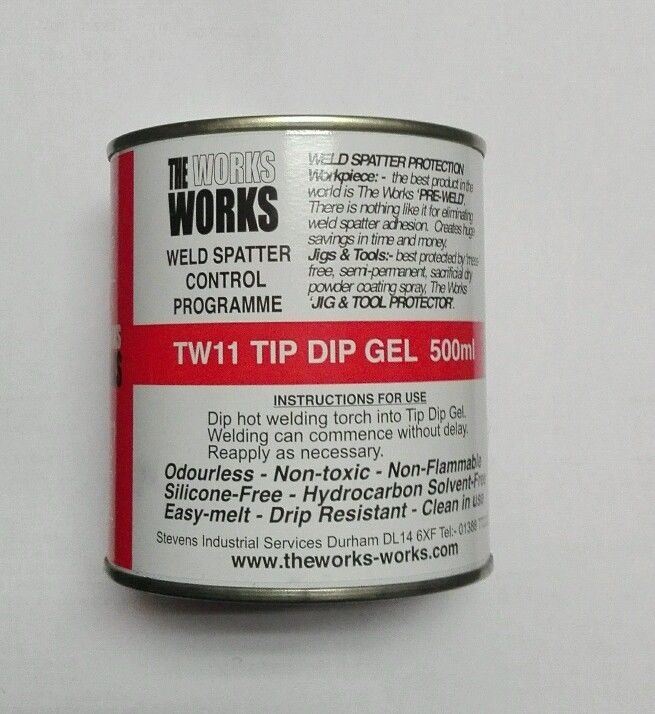 THE WORKS
WORKS
WELD SPATTER
CONTROL
PROGRAMME
WELD SPATTER PROTECTION
Workpiece: - the best product in the
world is The Works 'PRE-WELD'.
There is nothing like it for eliminating
weld spatter adhesion. Creates huge
savings in time and money.
Jigs & Tools:- best protected by
free, semi-permanent, sacrificial dry
powder coating spray, The Works
'JIG & TOOL PROTECTOR'.
TW11 TIP DIP GEL 500ml
INSTRUCTIONS FOR USE
Dip hot welding torch into Tip Dip Gel.
Welding can commence without delay.
Reapply as necessary.
Odourless - Non-toxic - Non-Flammable
Silicone-Free - Hydrocarbon Solvent-Free
Easy-melt - Drip Resistant - Clean in use
Stevens Industrial Services Durham DL14 6XF Tel:- 01388
www.theworks-works.com